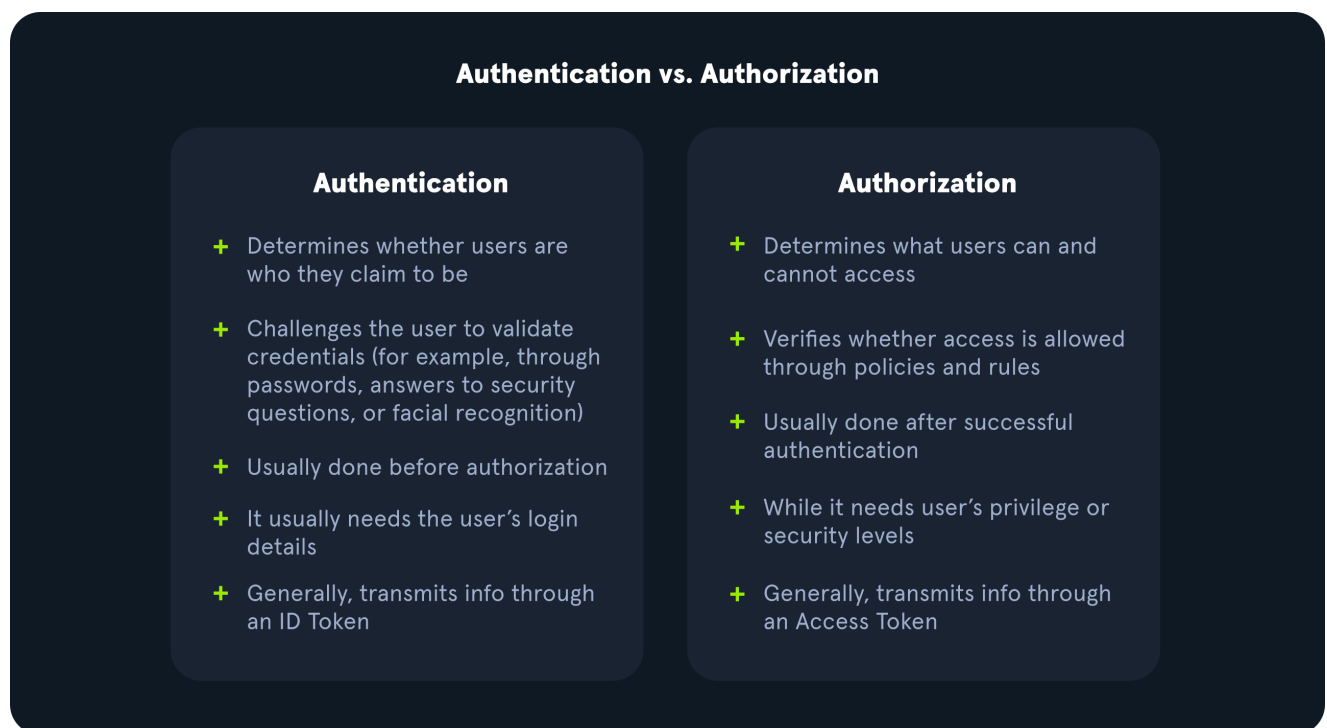 Authentication vs. Authorization
Authentication
+ Determines whether users are
who they claim to be
+ Challenges the user to validate
credentials (for example, through
passwords, answers to security
questions, or facial recognition)
+ Usually done before authorization
+ It usually needs the user’s login
details
+ Generally, transmits info through
an ID Token
Authorization
+ Determines what users can and
cannot access
+ Verifies whether access is allowed
through policies and rules
+ Usually done after successful
authentication
+ While it needs user’s privilege or
security levels
+ Generally, transmits info through
an Access Token